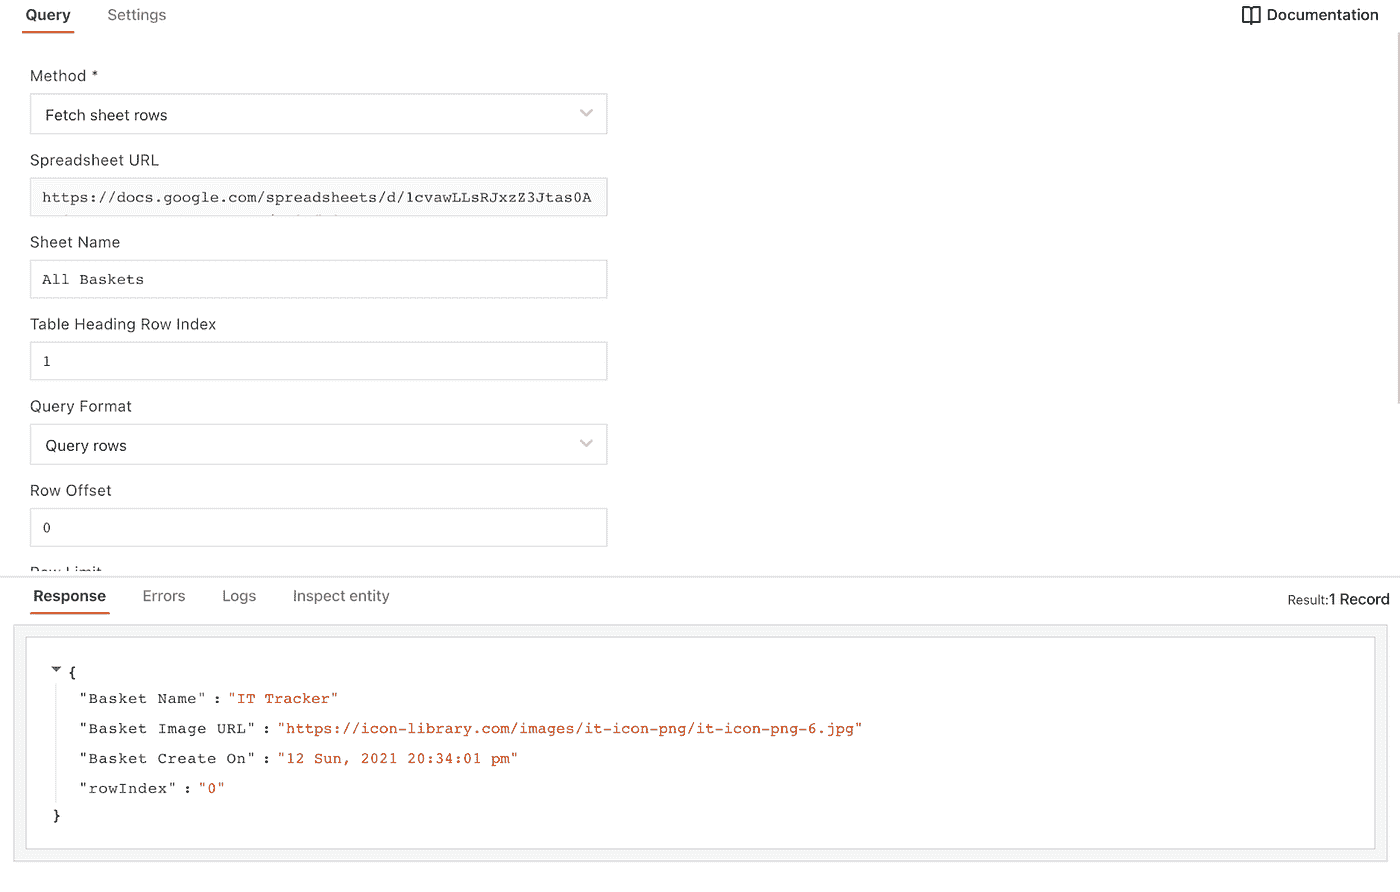 Query Settings Documentation
Method *
Fetch sheet rows
Spreadsheet URL
https://docs.google.com/spreadsheets/d/1cvawLLsRJxzZ3Jtas0A
Sheet Name
All Baskets
Table Heading Row Index
1
Query Format
Query rows
Row Offset
0
Row Limit
Response Errors Logs Inspect entity Result:1 Record
{
"Basket Name" : "IT Tracker"
"Basket Image URL" : "https://icon-library.com/images/it-icon-png/it-icon-png-6.jpg"
"Basket Create On" : "12 Sun, 2021 20:34:01 pm"
"rowIndex" : "0"
}